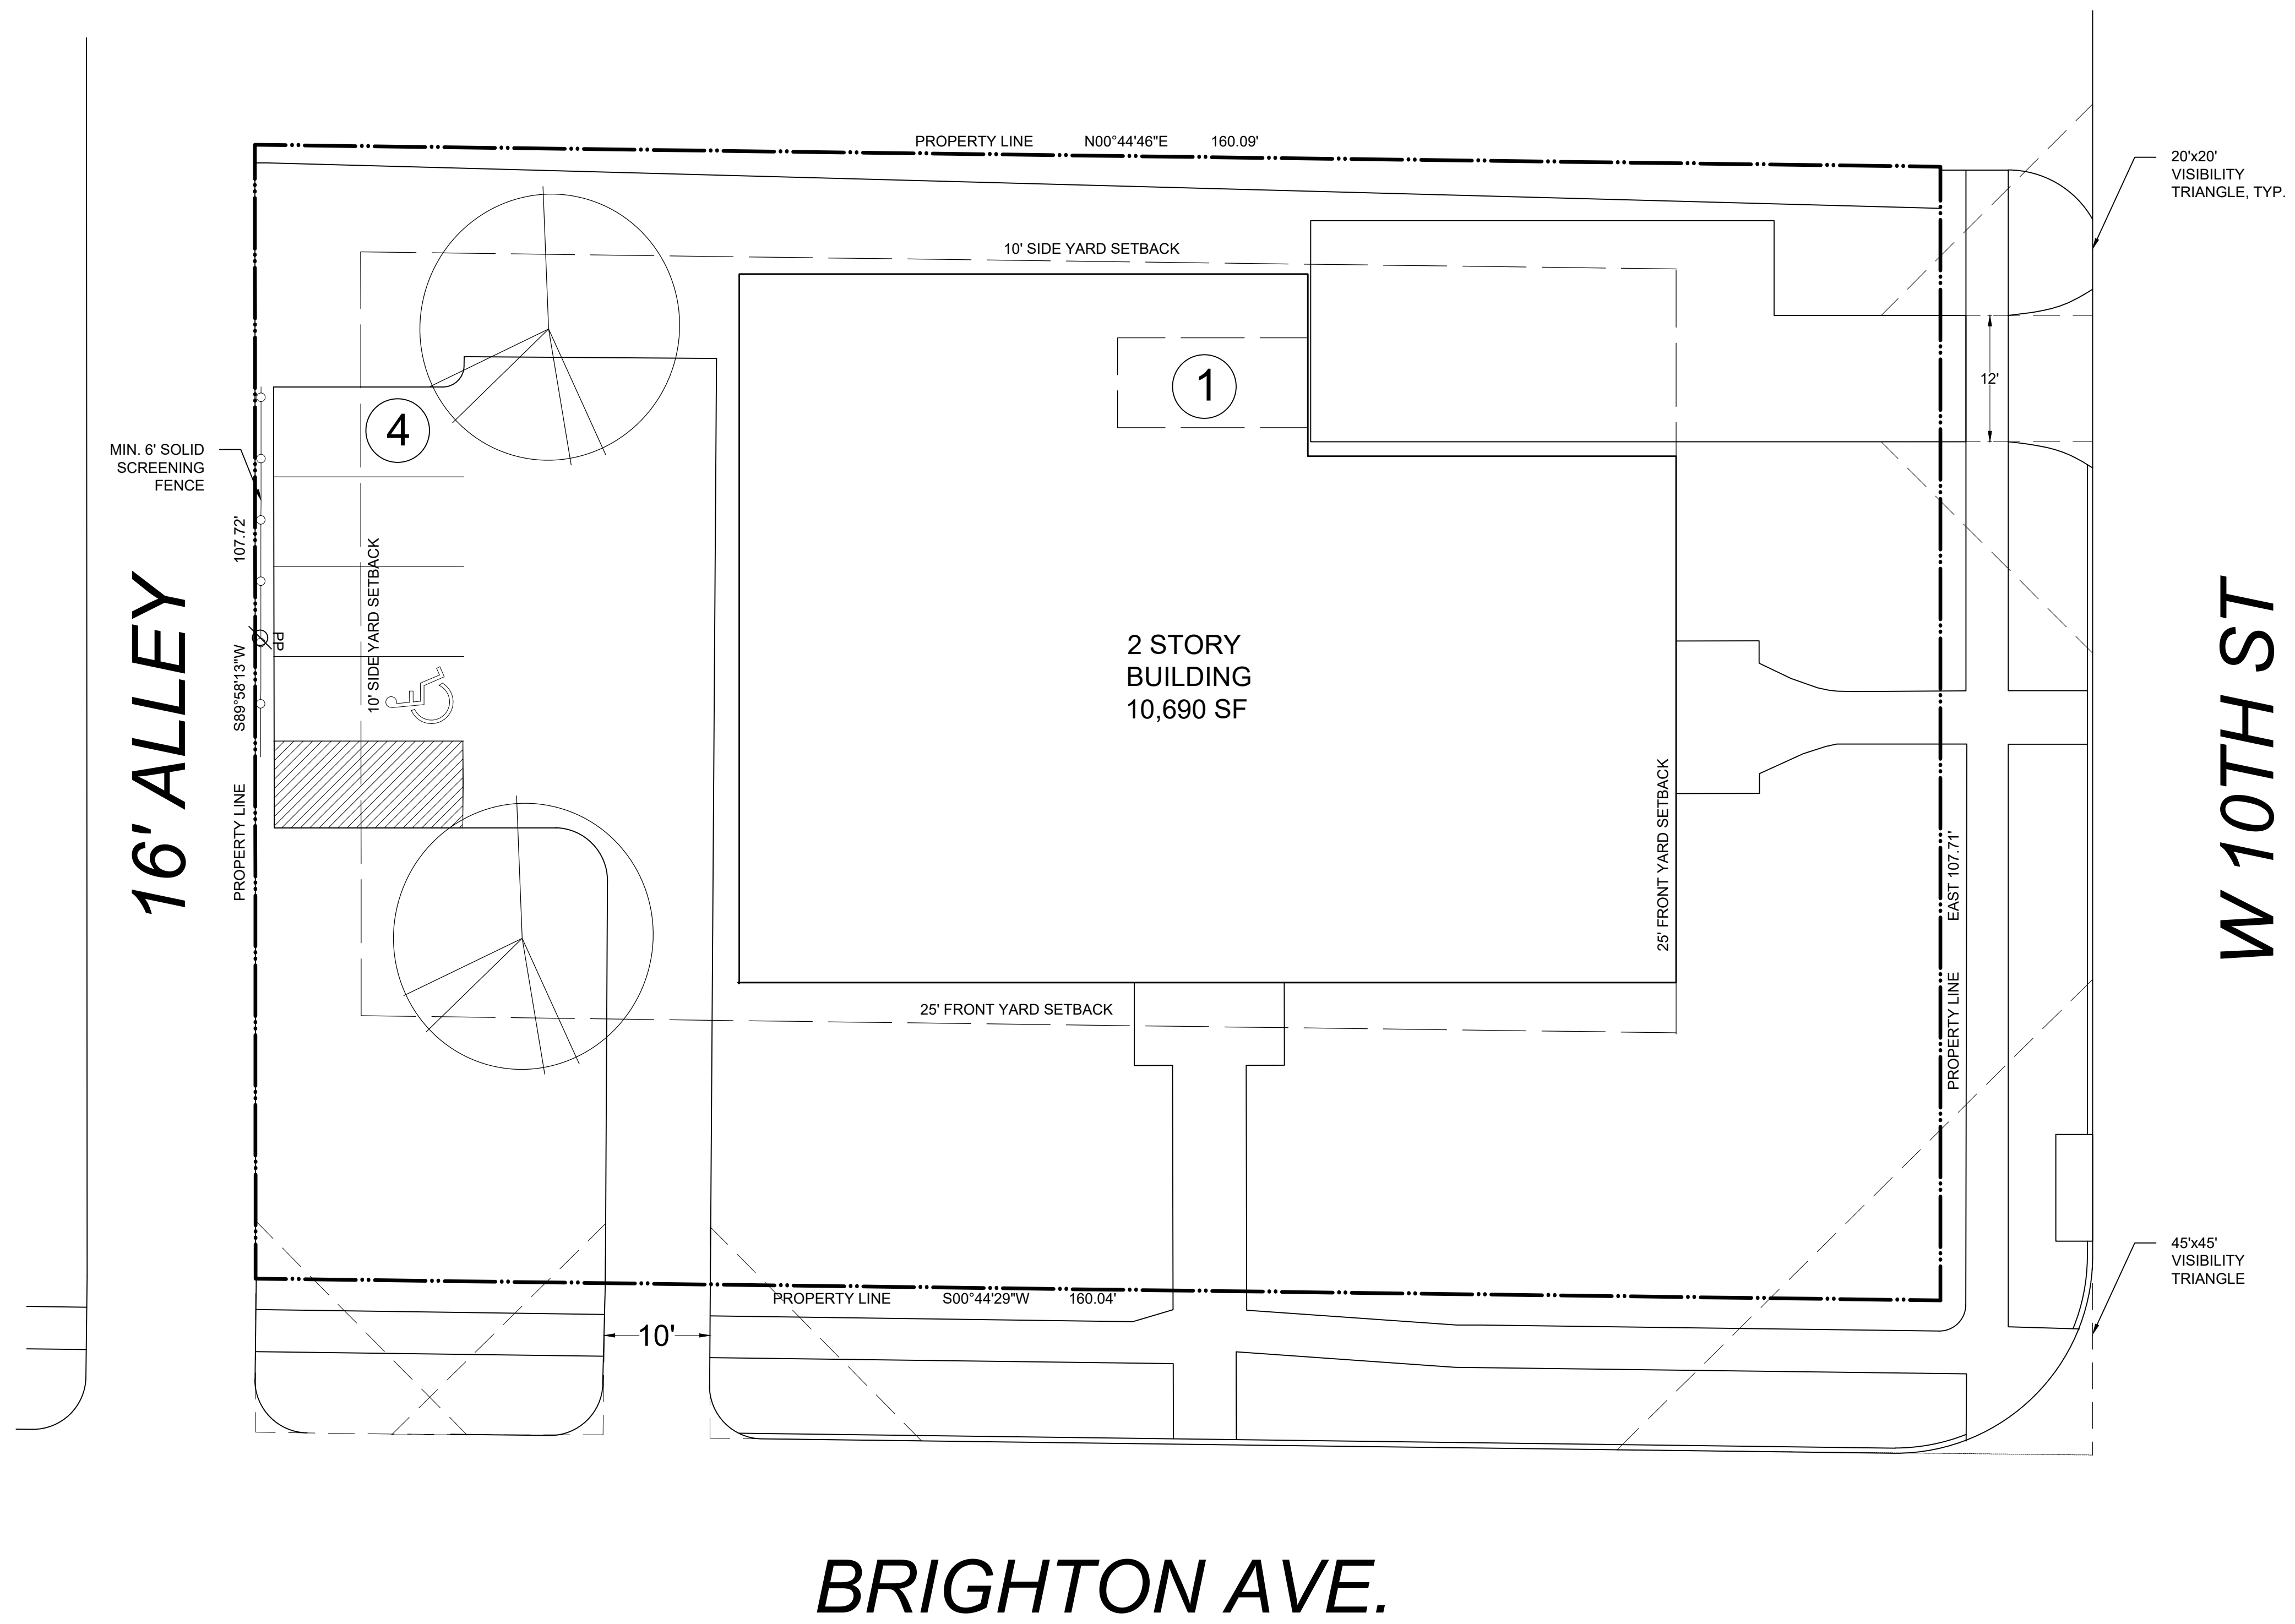 PROPERTY LINE N00°44'46"E 160.09'
20'x20'
VISIBILITY
TRIANGLE, TYP.
10' SIDE YARD SETBACK
12'
1
4
MIN. 6' SOLID
SCREENING
FENCE
PROPERTY LINE S89°58'13"W 107.72'
PP
10' SIDE YARD SETBACK
16' ALLEY
2 STORY
BUILDING
10,690 SF
25' FRONT YARD SETBACK
PROPERTY LINE EAST 107.71'
W 10TH ST
25' FRONT YARD SETBACK
45'x45'
VISIBILITY
TRIANGLE
PROPERTY LINE S00°44'29"W 160.04'
10'
BRIGHTON AVE.